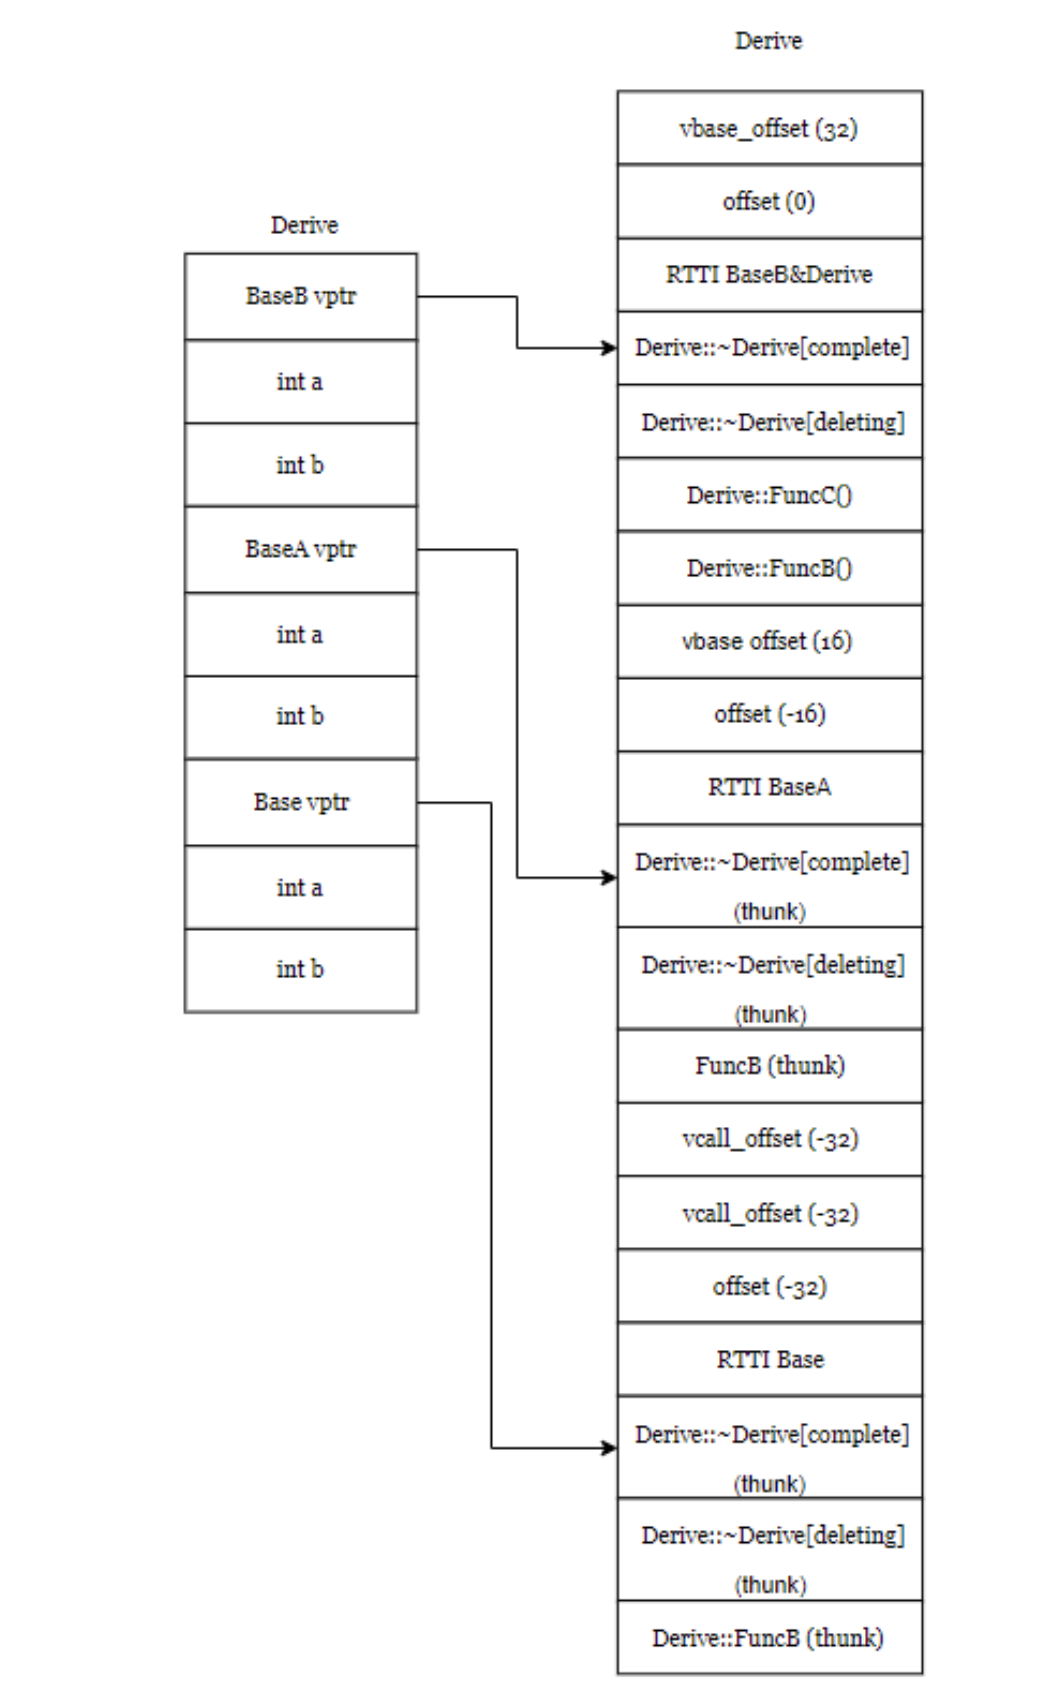 Derive
BaseB vptr
int a
int b
BaseA vptr
int a
int b
Base vptr
int a
int b
Derive
vbase_offset (32)
offset (0)
RTTI BaseB&Derive
Derive::~Derive[complete]
Derive::~Derive[deleting]
Derive::FuncC()
Derive::FuncB()
vbase offset (16)
offset (-16)
RTTI BaseA
Derive::~Derive[complete]
(thunk)
Derive::~Derive[deleting]
(thunk)
FuncB (thunk)
vcall_offset (-32)
vcall_offset (-32)
offset (-32)
RTTI Base
Derive::~Derive[complete]
(thunk)
Derive::~Derive[deleting]
(thunk)
Derive::FuncB (thunk)